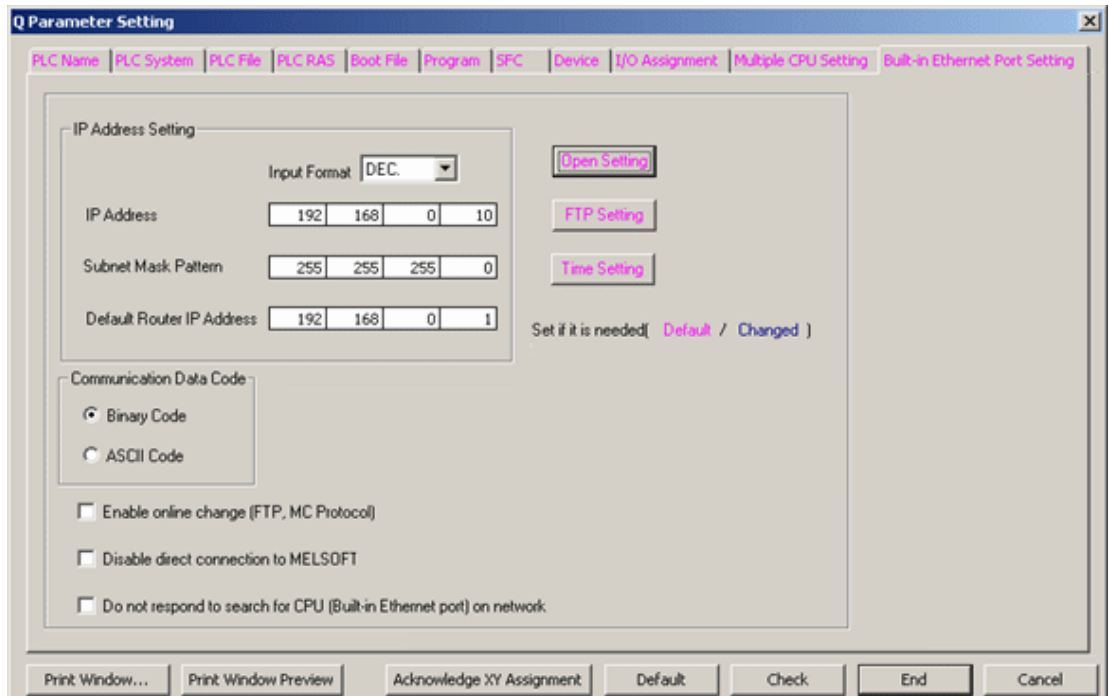 Q Parameter Setting
PLC Name PLC System PLC File PLC RAS Boot File Program SFC Device I/O Assignment Multiple CPU Setting Built-in Ethernet Port Setting
IP Address Setting
Input Format DEC.
IP Address 192 168 0 10
Subnet Mask Pattern 255 255 255 0
Default Router IP Address 192 168 0 1
Open Setting
FTP Setting
Time Setting
Set if it is needed( Default / Changed )
Communication Data Code
Binary Code
ASCII Code
Enable online change (FTP, MC Protocol)
Disable direct connection to MELSOFT
Do not respond to search for CPU (Built-in Ethernet port) on network
Print Window... Print Window Preview Acknowledge XY Assignment Default Check End Cancel